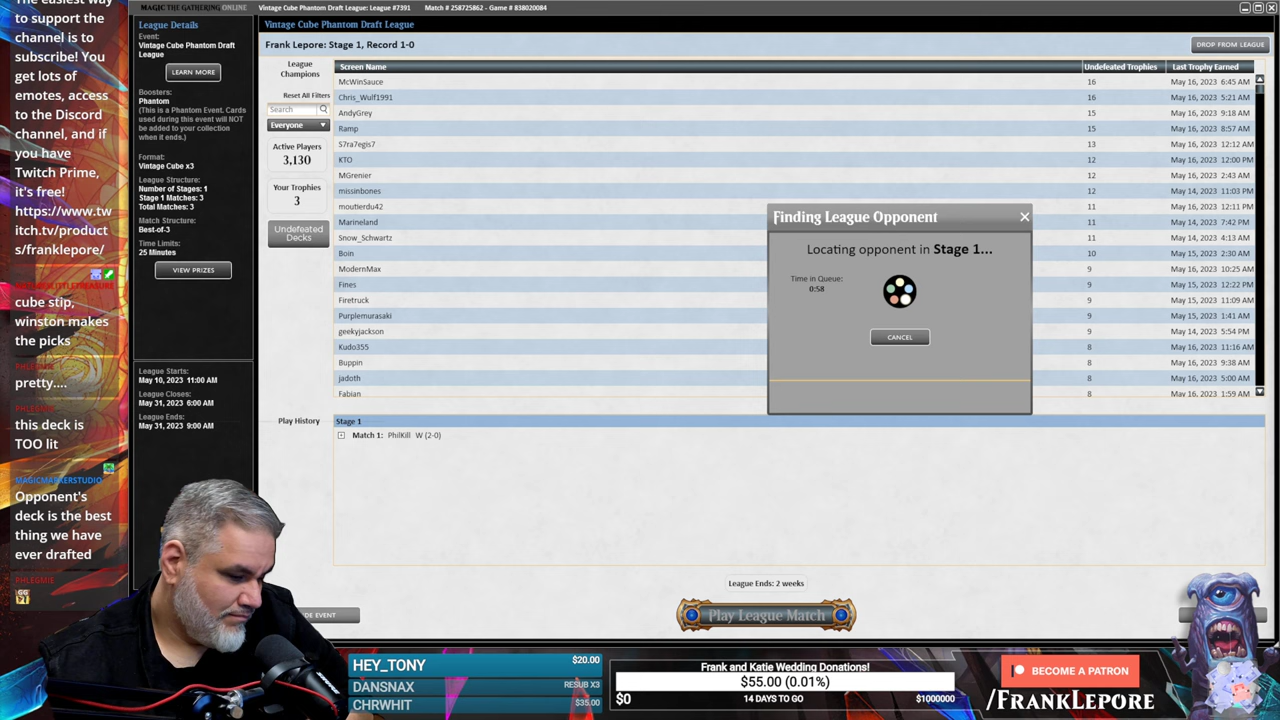 The easiest way
to support the
channel is to
subscribe! You
get lots of
emotes, access
to the Discord
channel, and if
you have
Twitch Prime,
it's free!
https://www.tw
itch.tv/product
s/franklepore/
cube stip,
winston makes
the picks
PHLEGMIE
pretty....
PHLEGMIE
this deck is
TOO lit
MAGICMARKERSTUDIO
Opponent's
deck is the best
thing we have
ever drafted
PHLEGMIE
GG
MAGIC THE GATHERING ONLINE
Vintage Cube Phantom Draft League: League #7391
Match # 258725862 - Game # 838020084
League Details
Event:
Vintage Cube Phantom Draft
League
LEARN MORE
Boosters:
Phantom
(This is a Phantom Event. Cards
used during this event will NOT
be added to your collection
when it ends.)
Format:
Vintage Cube x3
League Structure:
Number of Stages: 1
Stage 1 Matches: 3
Total Matches: 3
Match Structure:
Best-of-3
Time Limits:
25 Minutes
VIEW PRIZES
League Starts:
May 10, 2023 11:00 AM
League Closes:
May 31, 2023 6:00 AM
League Ends:
May 31, 2023 9:00 AM
Vintage Cube Phantom Draft League
Frank Lepore: Stage 1, Record 1-0
DROP FROM LEAGUE
League
Champions
Reset All Filters
Search
Everyone
Active Players
3,130
Your Trophies
3
Undefeated
Decks
Screen Name Undefeated Trophies Last Trophy Earned
McWinSauce 16 May 16, 2023 6:45 AM
Chris_Wulf1991 16 May 16, 2023 5:21 AM
AndyGrey 15 May 16, 2023 9:18 AM
Ramp 15 May 16, 2023 8:57 AM
S7ra7egis7 13 May 16, 2023 12:12 AM
KTO 12 May 16, 2023 12:00 PM
MGrenier 12 May 16, 2023 2:43 AM
missinbones 12 May 14, 2023 11:03 PM
moutierdu42 11 May 16, 2023 12:11 PM
Marineland 11 May 14, 2023 7:42 PM
Snow_Schwartz 11 May 14, 2023 4:13 AM
Boin 10 May 15, 2023 2:30 AM
ModernMax 9 May 16, 2023 10:25 AM
Fines 9 May 15, 2023 12:22 PM
Firetruck 9 May 15, 2023 11:09 AM
Purplemurasaki 9 May 15, 2023 1:41 AM
geekyjackson 9 May 14, 2023 5:54 PM
Kudo355 8 May 16, 2023 11:16 AM
Buppin 8 May 16, 2023 9:38 AM
jadoth 8 May 16, 2023 5:00 AM
Fabian 8 May 16, 2023 1:59 AM
Finding League Opponent
Locating opponent in Stage 1...
Time in Queue:
0:58
CANCEL
Play History
Stage 1
Match 1: PhilKill W (2-0)
League Ends: 2 weeks
EVENT
Play League Match
HEY_TONY $20.00
DANSNAX RESUB X3
CHRWHIT $35.00
Frank and Katie Wedding Donations!
$55.00 (0.01%)
$0 14 DAYS TO GO $1000000
BECOME A PATRON
/FRANKLEPORE